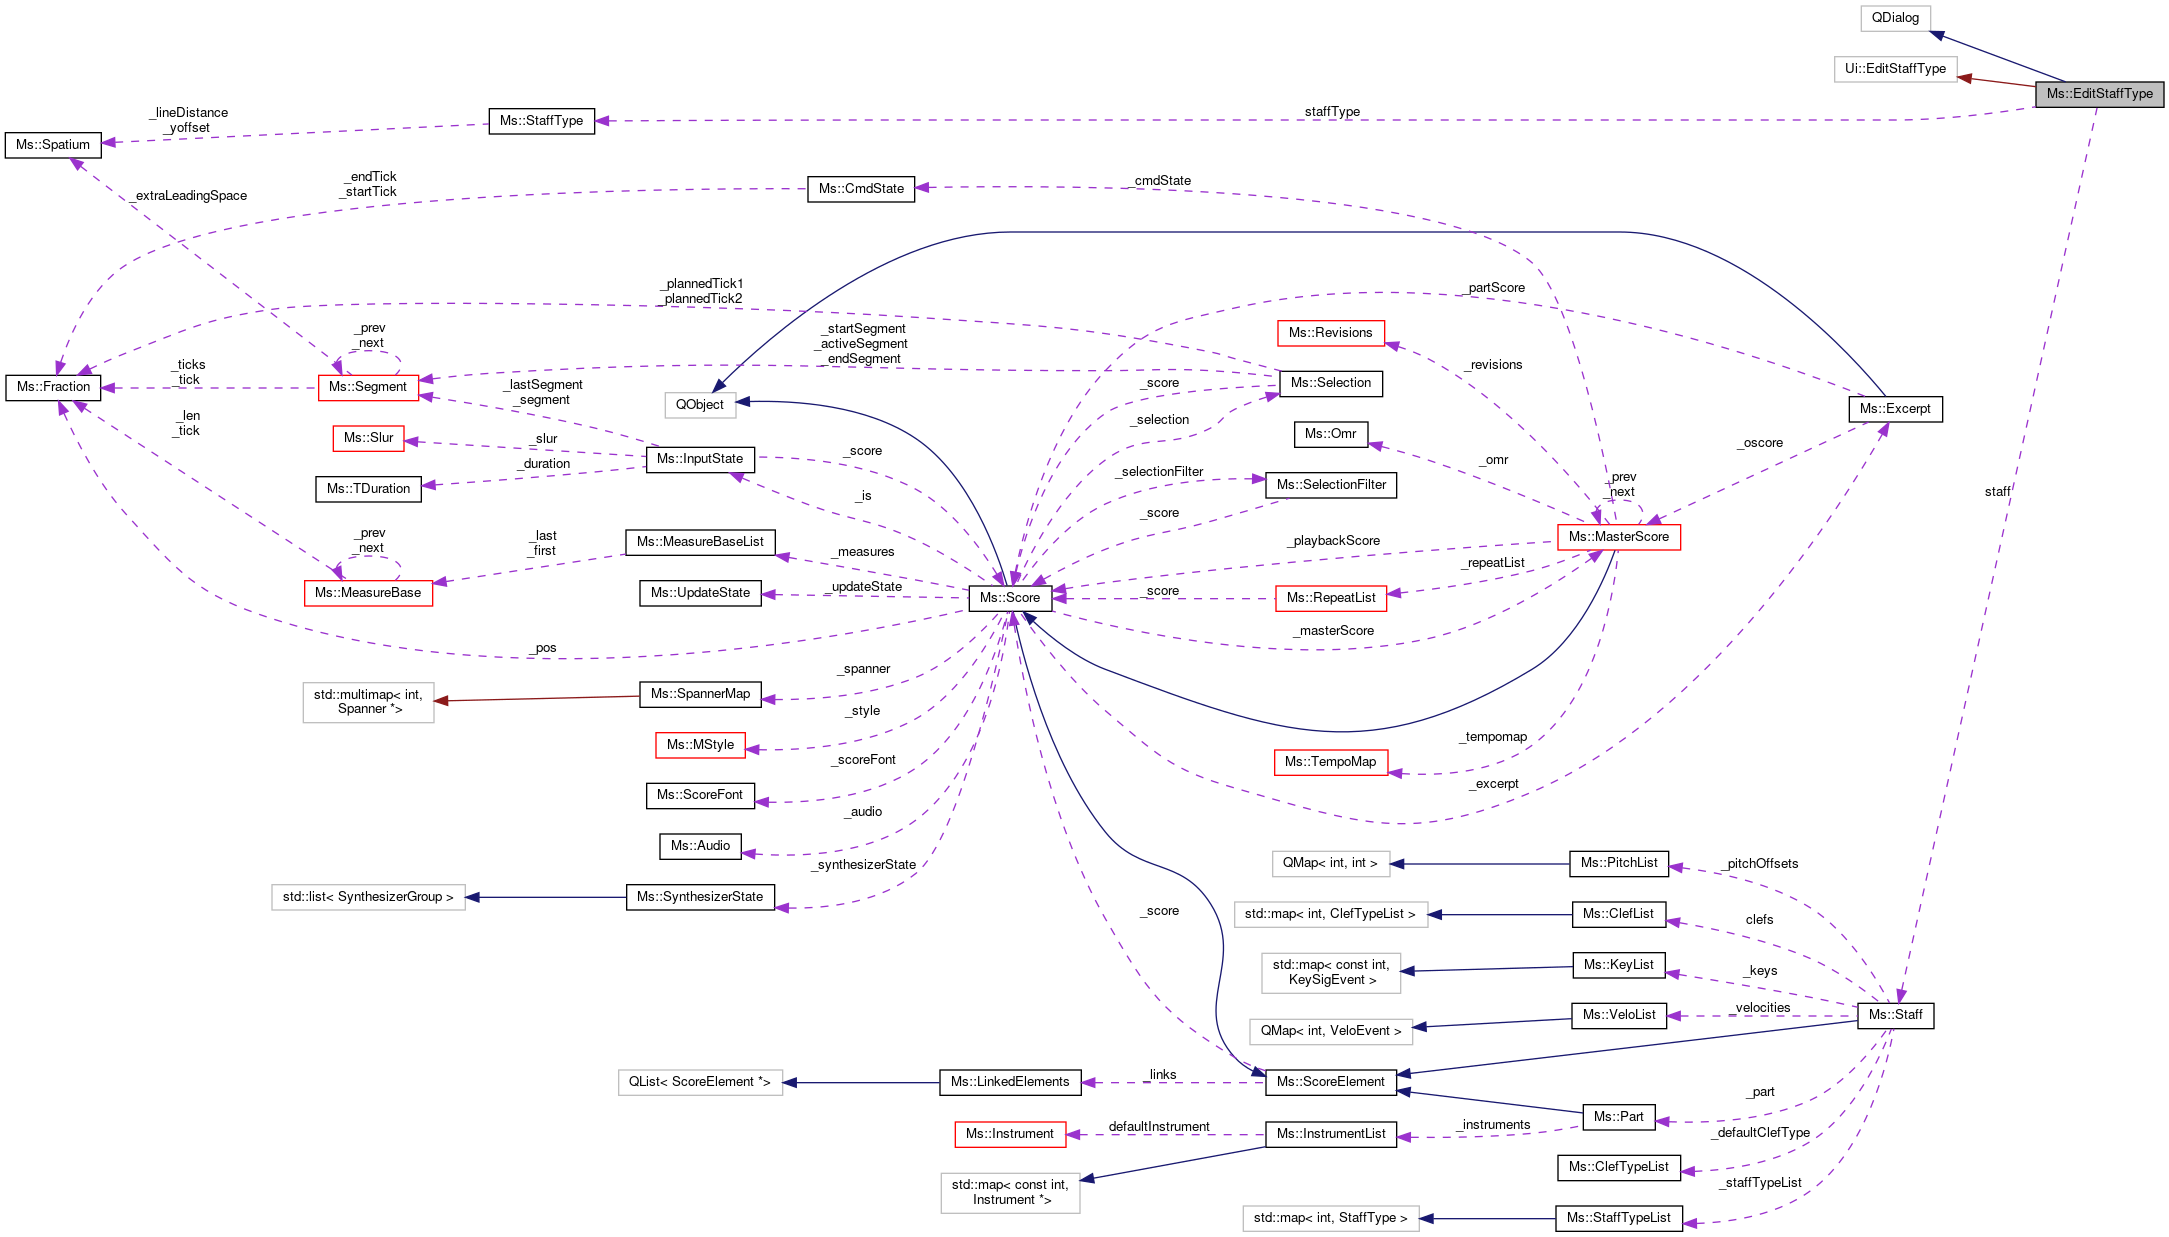 QDialog
Ui::EditStaffType
Ms::EditStaffType
_lineDistance
_yoffset
Ms::StaffType
staffType
Ms::Spatium
_endTick
_startTick
Ms::CmdState
_cmdState
_extraLeadingSpace
_plannedTick1
_plannedTick2
_partScore
_prev
_next
_startSegment
_activeSegment
_endSegment
Ms::Revisions
_ticks
_tick
Ms::Fraction
Ms::Segment
_lastSegment
_segment
_score
Ms::Selection
_revisions
QObject
Ms::Excerpt
_len
_tick
Ms::Slur
_slur
_selection
Ms::Omr
_oscore
Ms::InputState
_score
_omr
_duration
Ms::TDuration
_selectionFilter
Ms::SelectionFilter
_prev
_next
staff
_is
_score
_prev
_next
_last
_first
Ms::MeasureBaseList
_measures
_playbackScore
Ms::MasterScore
_repeatList
Ms::MeasureBase
Ms::UpdateState
_updateState
Ms::Score
_score
Ms::RepeatList
_masterScore
_pos
_spanner
std::multimap< int,
Spanner *>
Ms::SpannerMap
_style
Ms::MStyle
_tempomap
Ms::TempoMap
_scoreFont
Ms::ScoreFont
_excerpt
_audio
Ms::Audio
_synthesizerState
QMap< int, int >
Ms::PitchList
_pitchOffsets
std::list< SynthesizerGroup >
Ms::SynthesizerState
_score
std::map< int, ClefTypeList >
Ms::ClefList
clefs
std::map< const int,
KeySigEvent >
Ms::KeyList
_keys
QMap< int, VeloEvent >
Ms::VeloList
_velocities
Ms::Staff
QList< ScoreElement *>
Ms::LinkedElements
_links
Ms::ScoreElement
_part
Ms::Part
Ms::Instrument
defaultInstrument
Ms::InstrumentList
_instruments
_defaultClefType
Ms::ClefTypeList
std::map< const int,
Instrument *>
_staffTypeList
std::map< int, StaffType >
Ms::StaffTypeList